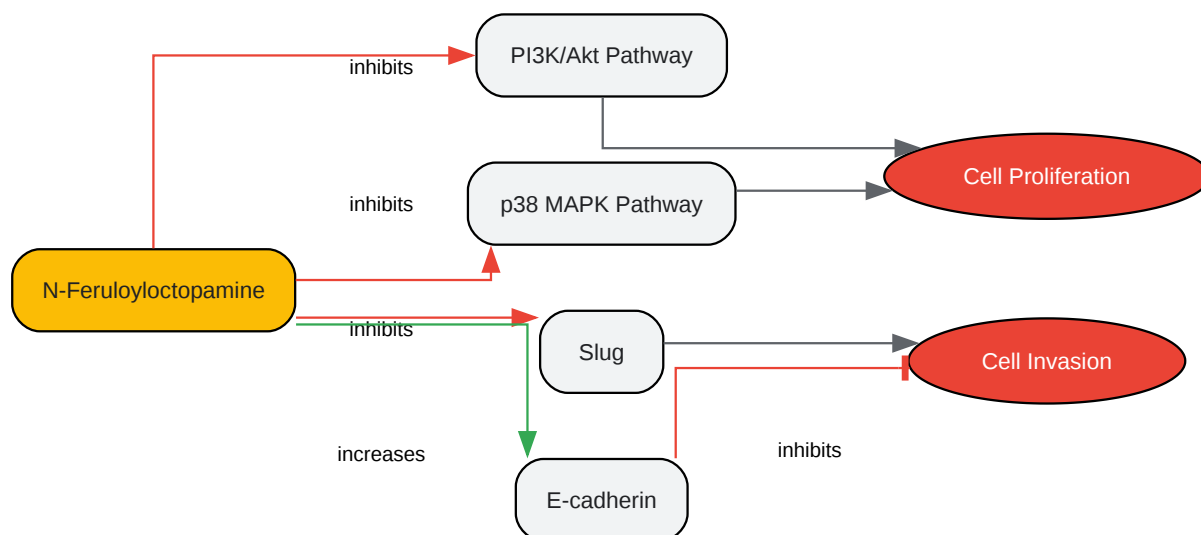 PI3K/Akt Pathway
inhibits
Cell Proliferation
p38 MAPK Pathway
inhibits
N-Feruloyloctopamine
inhibits
Slug
Cell Invasion
increases
inhibits
E-cadherin